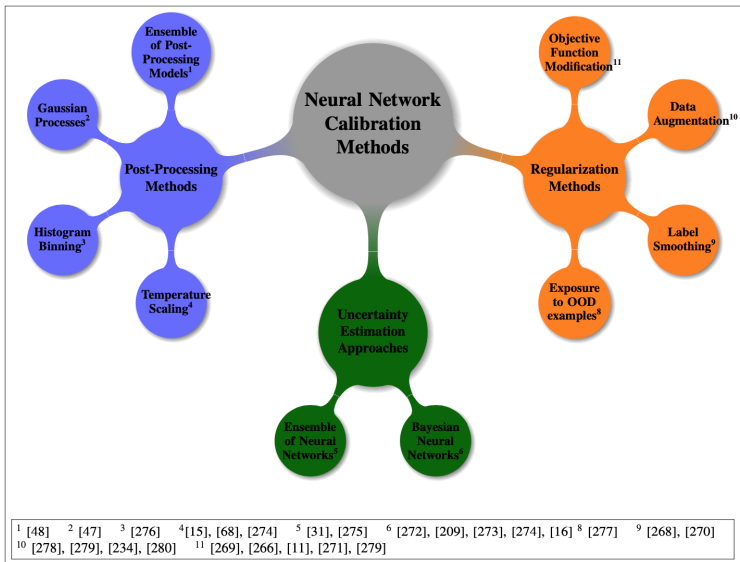 Neural Network
Calibration
Methods
Ensemble
of Post-
Processing
Models1
Gaussian
Processes2
Post-Processing
Methods
Histogram
Binning3
Temperature
Scaling4
Objective
Function
Modification11
Data
Augmentation10
Regularization
Methods
Label
Smoothing9
Exposure
to OOD
examples8
Uncertainty
Estimation
Approaches
Ensemble
of Neural
Networks5
Bayesian
Neural
Networks6
1 [48] 2 [47] 3 [276] 4[15], [68], [274] 5 [31], [275] 6 [272], [209], [273], [274], [16] 8 [277] 9 [268], [270]
10 [278], [279], [234], [280] 11 [269], [266], [11], [271], [279]